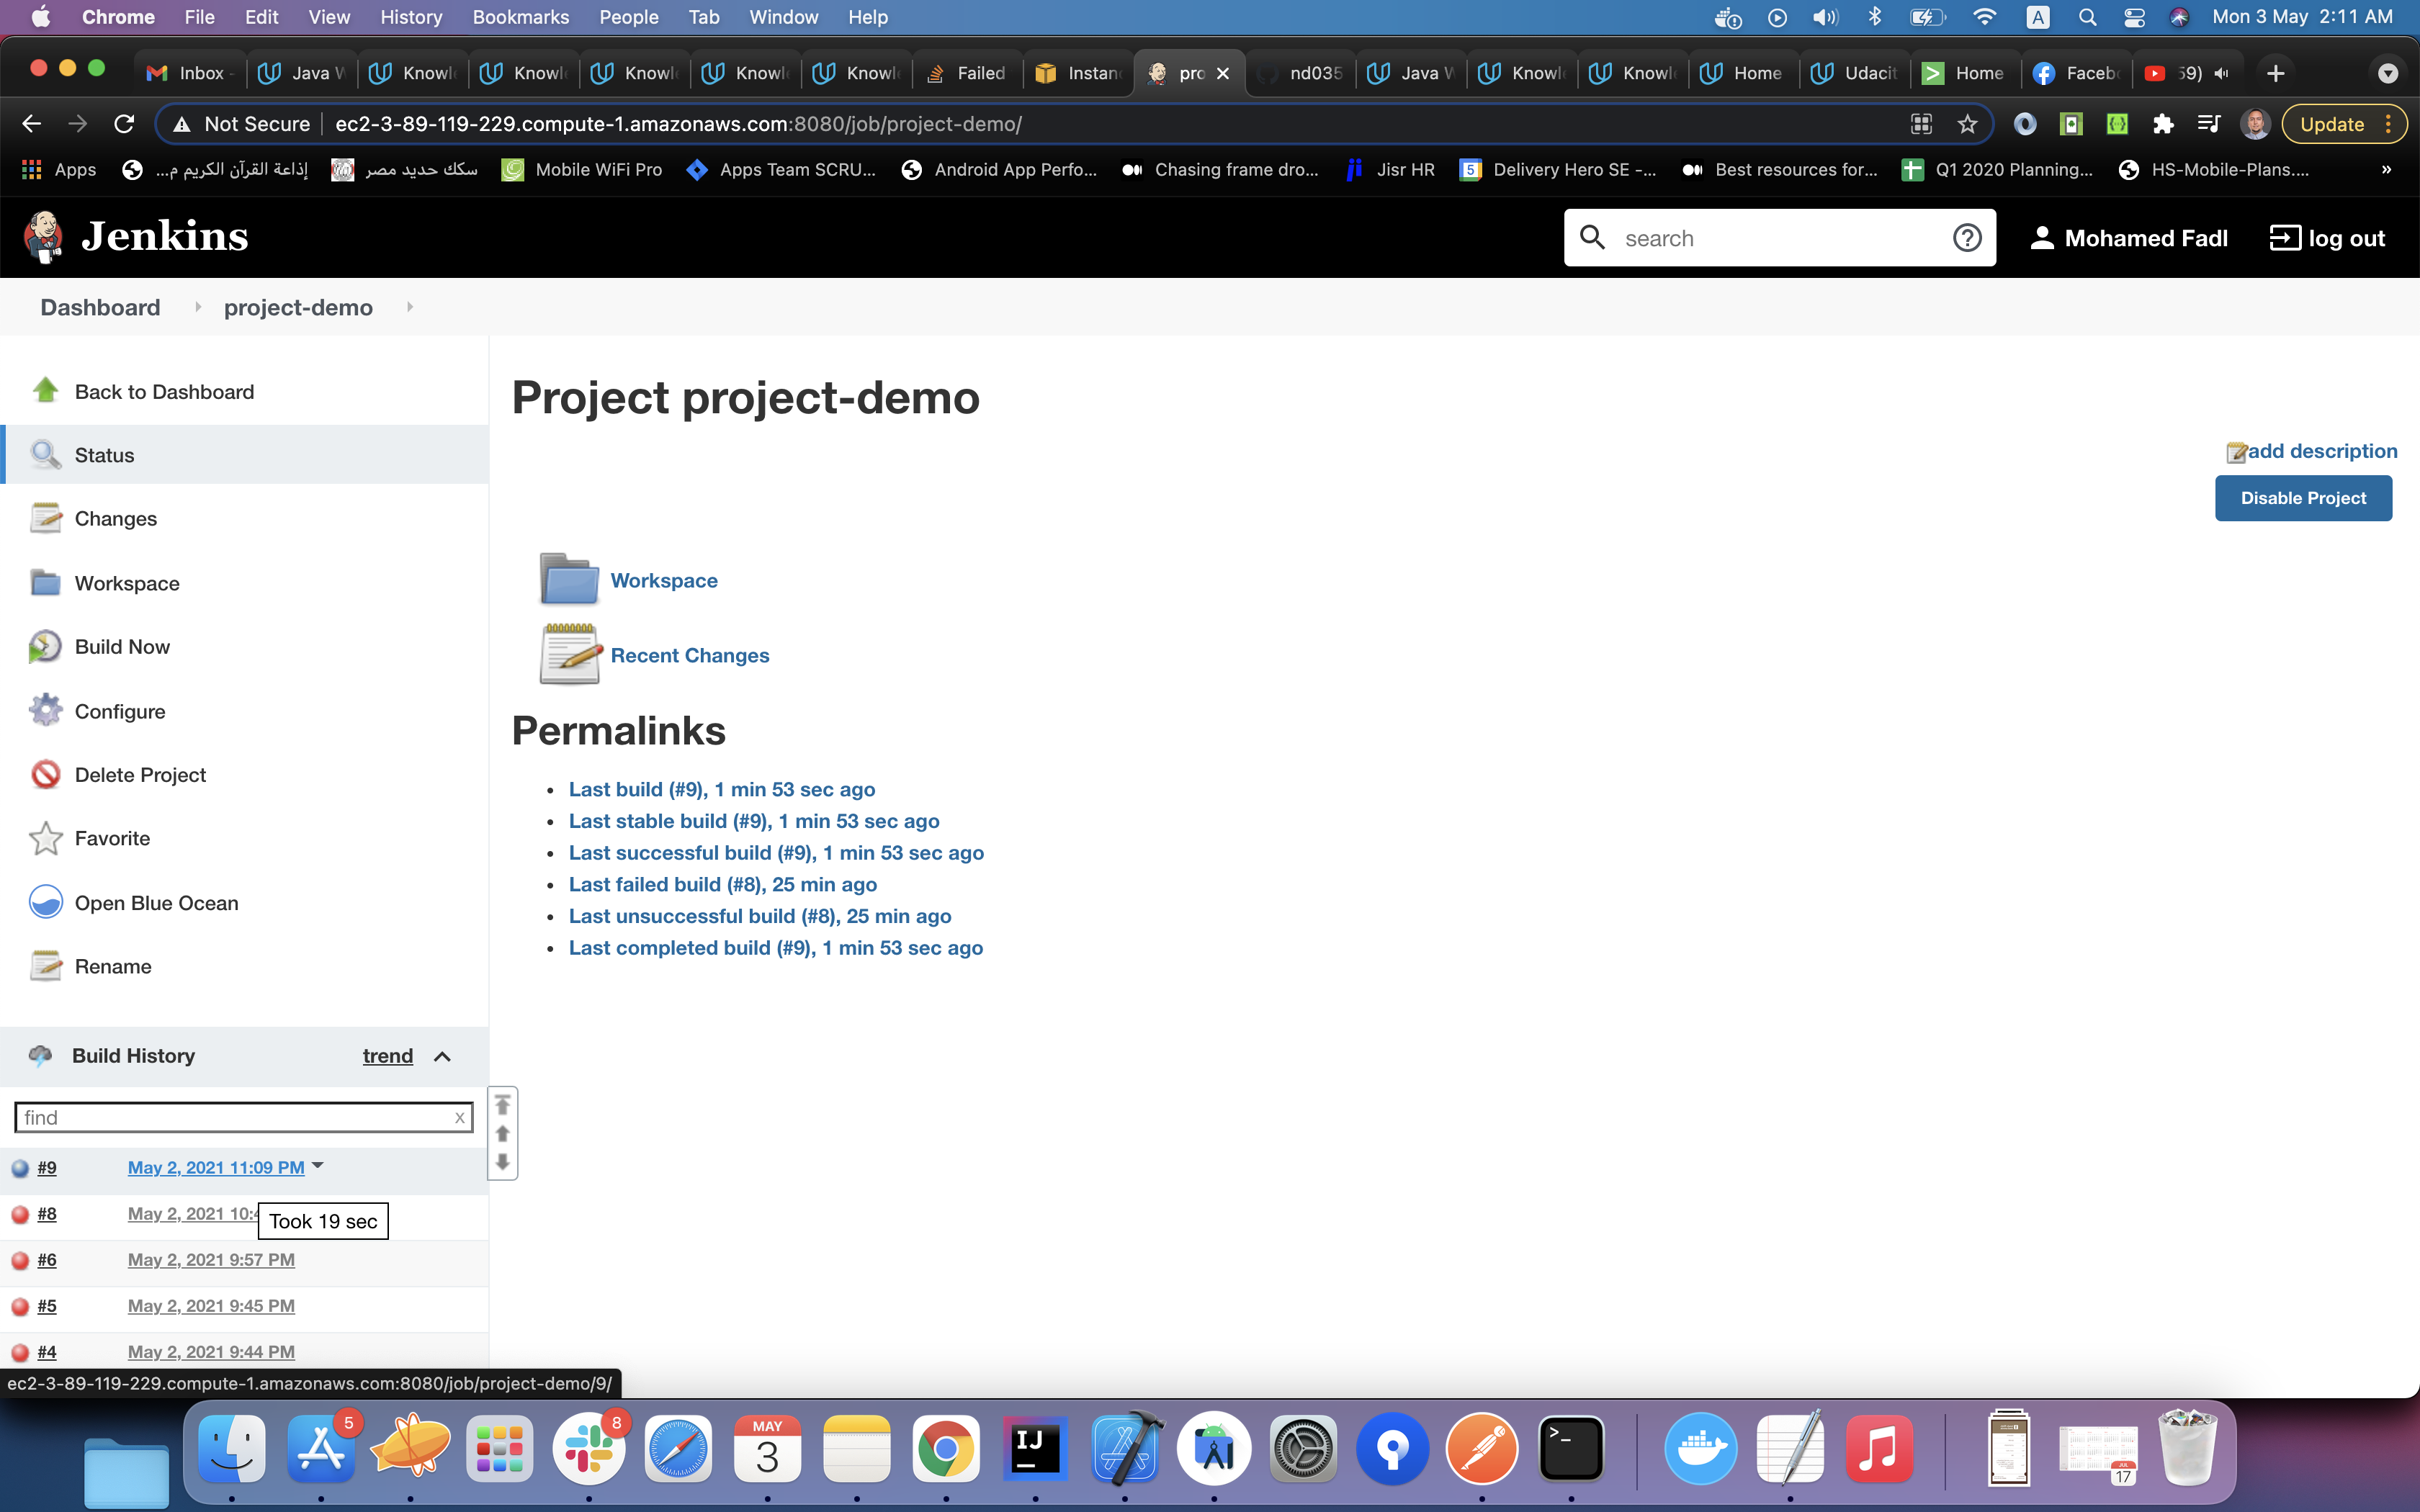 Chrome File Edit View History Bookmarks People Tab Window Help A Mon 3 May 2:11 AM
Inbox Java Knowl Knowl Knowl Knowl Knowl Failed Instan pro nd035 Java Knowl Knowl Home Udacit Home Facebo 59)
Not Secure ec2-3-89-119-229.compute-1.amazonaws.com:8080/job/project-demo/ Update
Apps إذاعة القرآن الكريم م... سكك حديد مصر Mobile WiFi Pro Apps Team SCRU... Android App Perfo... Chasing frame dro... Jisr HR 5 Delivery Hero SE -... Best resources for... Q1 2020 Planning... HS-Mobile-Plans.... »
Jenkins search Mohamed Fadl log out
Dashboard project-demo
Back to Dashboard
Status
Changes
Workspace
Build Now
Configure
Delete Project
Favorite
Open Blue Ocean
Rename
Project project-demo
add description
Disable Project
Workspace
Recent Changes
Permalinks
• Last build (#9), 1 min 53 sec ago
• Last stable build (#9), 1 min 53 sec ago
• Last successful build (#9), 1 min 53 sec ago
• Last failed build (#8), 25 min ago
• Last unsuccessful build (#8), 25 min ago
• Last completed build (#9), 1 min 53 sec ago
Build History trend
find x
#9 May 2, 2021 11:09 PM
#8 May 2, 2021 10:4
Took 19 sec
#6 May 2, 2021 9:57 PM
#5 May 2, 2021 9:45 PM
#4 May 2, 2021 9:44 PM
ec2-3-89-119-229.compute-1.amazonaws.com:8080/job/project-demo/9/
5 8 MAY 3 IJ >_ JUL 17